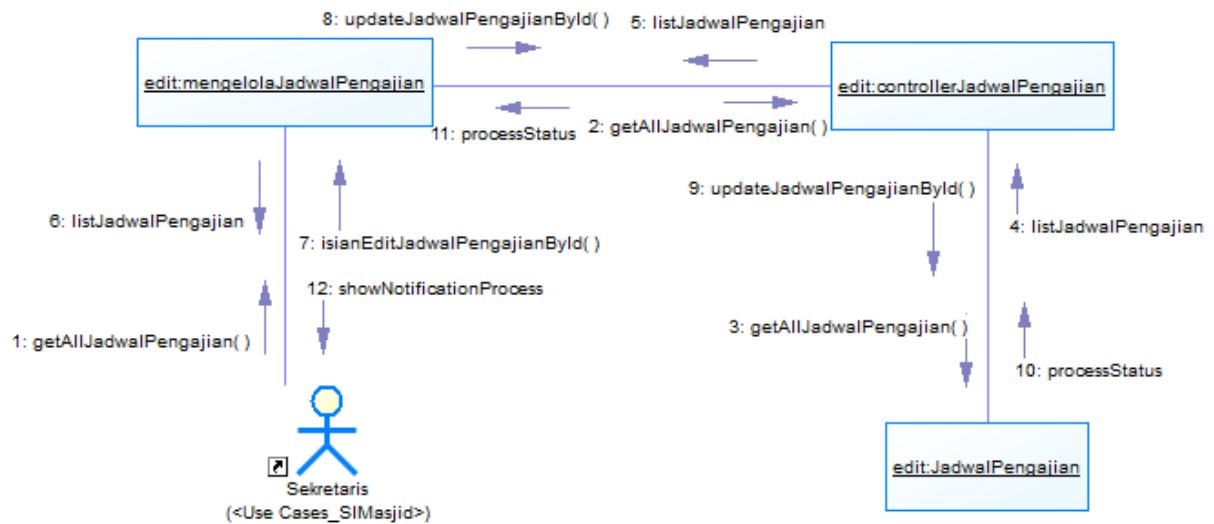 8: updateJadwalPengajianById( )
5: listJadwalPengajian
edit:mengelolaJadwalPengajian
edit:controllerJadwalPengajian
11: processStatus
2: getAllJadwalPengajian( )
9: updateJadwalPengajianById( )
6: listJadwalPengajian
4: listJadwalPengajian
7: isianEditJadwalPengajianById( )
12: showNotificationProcess
3: getAllJadwalPengajian( )
1: getAllJadwalPengajian( )
10: processStatus
edit:JadwalPengajian
Sekretaris
(<Use Cases_SIMasjid>)